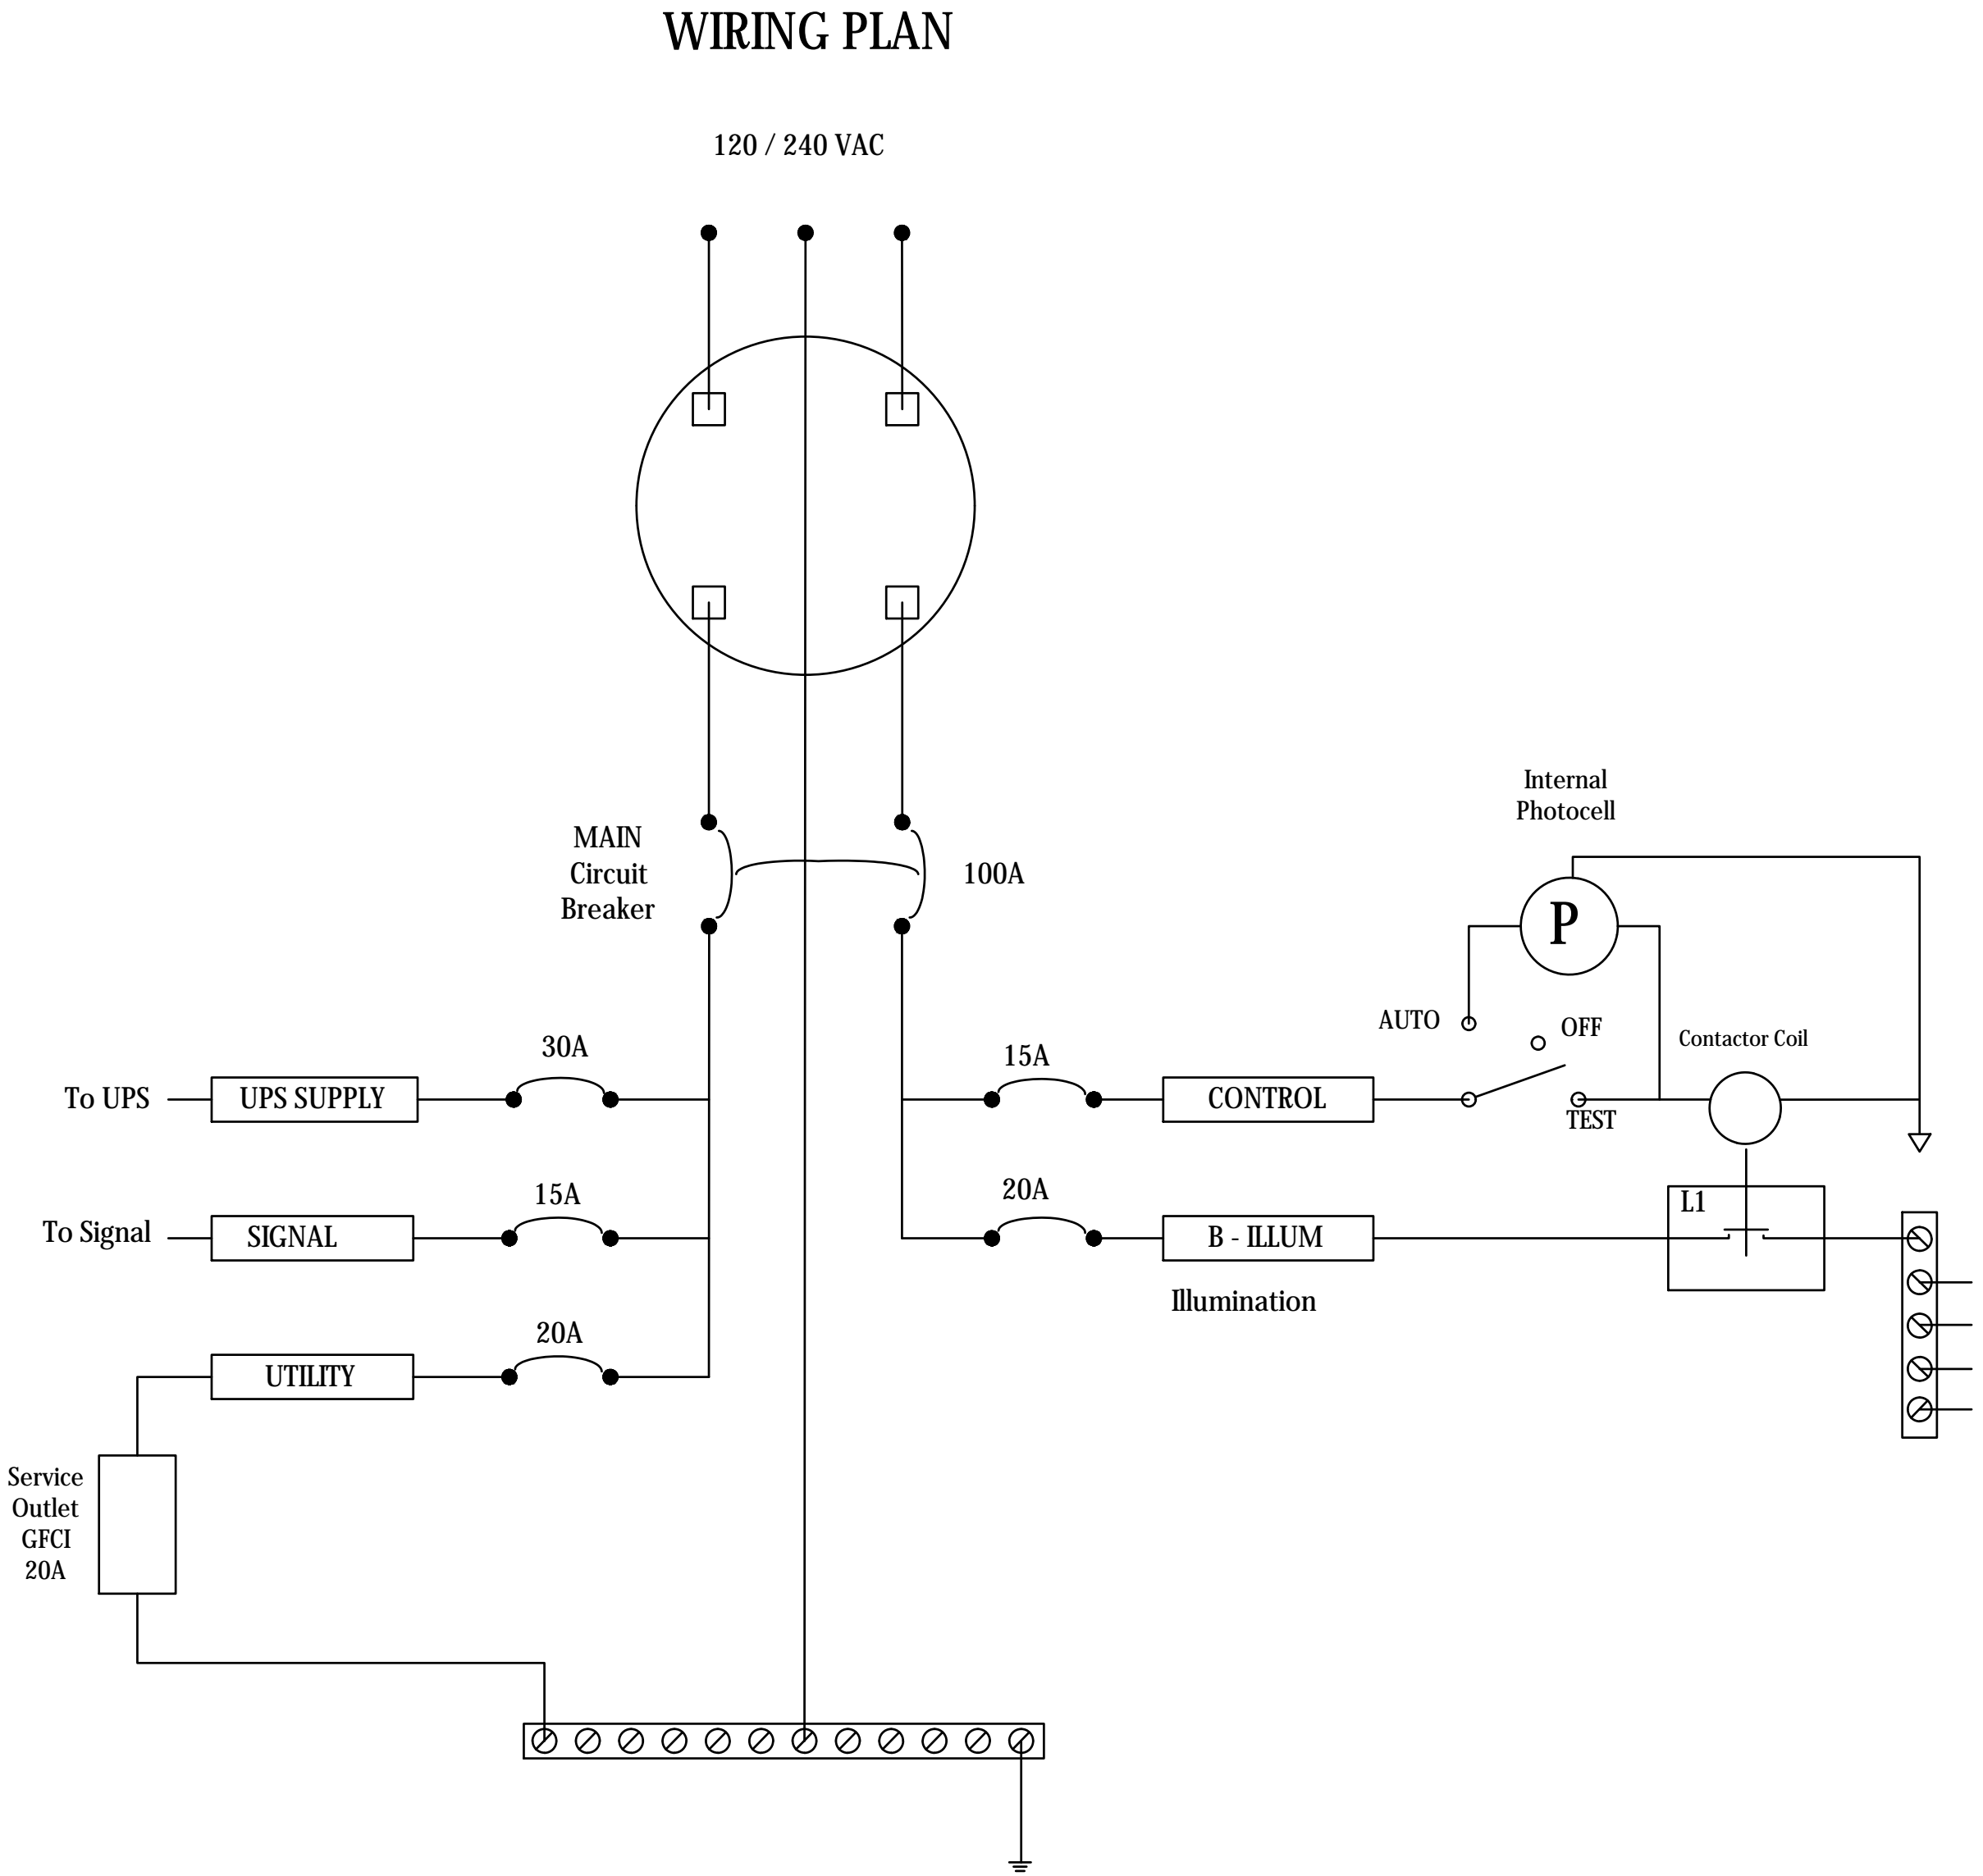 WIRING PLAN
120 / 240 VAC
MAIN
Circuit
Breaker
100A
Internal
Photocell
P
AUTO
OFF
TEST
Contactor Coil
30A
To UPS
UPS SUPPLY
15A
CONTROL
15A
To Signal
SIGNAL
20A
B - ILLUM
Illumination
L1
20A
UTILITY
Service
Outlet
GFCI
20A